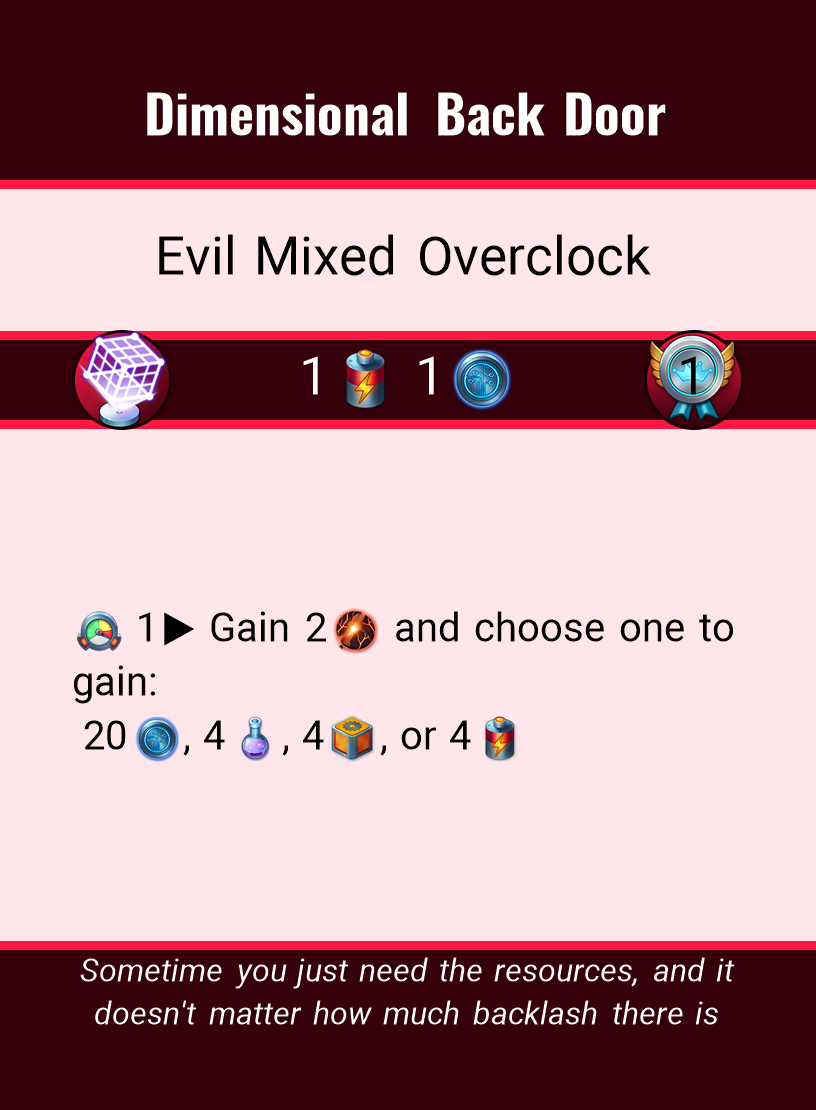 Dimensional Back Door
Evil Mixed Overclock
1 1 1
1▶ Gain 2 and choose one to
gain:
20, 4, 4, or 4
Sometime you just need the resources, and it
doesn't matter how much backlash there is